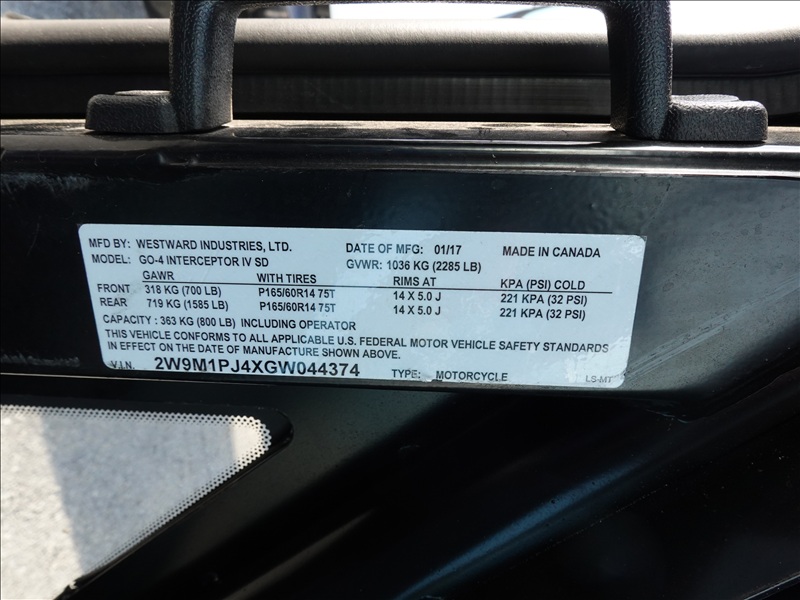 MFD BY: WESTWARD INDUSTRIES, LTD. DATE OF MFG: 01/17 MADE IN CANADA
MODEL: GO-4 INTERCEPTOR IV SD GVWR: 1036 KG (2285 LB)
GAWR WITH TIRES RIMS AT KPA (PSI) COLD
FRONT 318 KG (700 LB) P165/60R14 75T 14 X 5.0 J 221 KPA (32 PSI)
REAR 719 KG (1585 LB) P165/60R14 75T 14 X 5.0 J 221 KPA (32 PSI)
CAPACITY : 363 KG (800 LB) INCLUDING OPERATOR
THIS VEHICLE CONFORMS TO ALL APPLICABLE U.S. FEDERAL MOTOR VEHICLE SAFETY STANDARDS
IN EFFECT ON THE DATE OF MANUFACTURE SHOWN ABOVE.
V.I.N. 2W9M1PJ4XGW044374 TYPE: MOTORCYCLE LS-MT